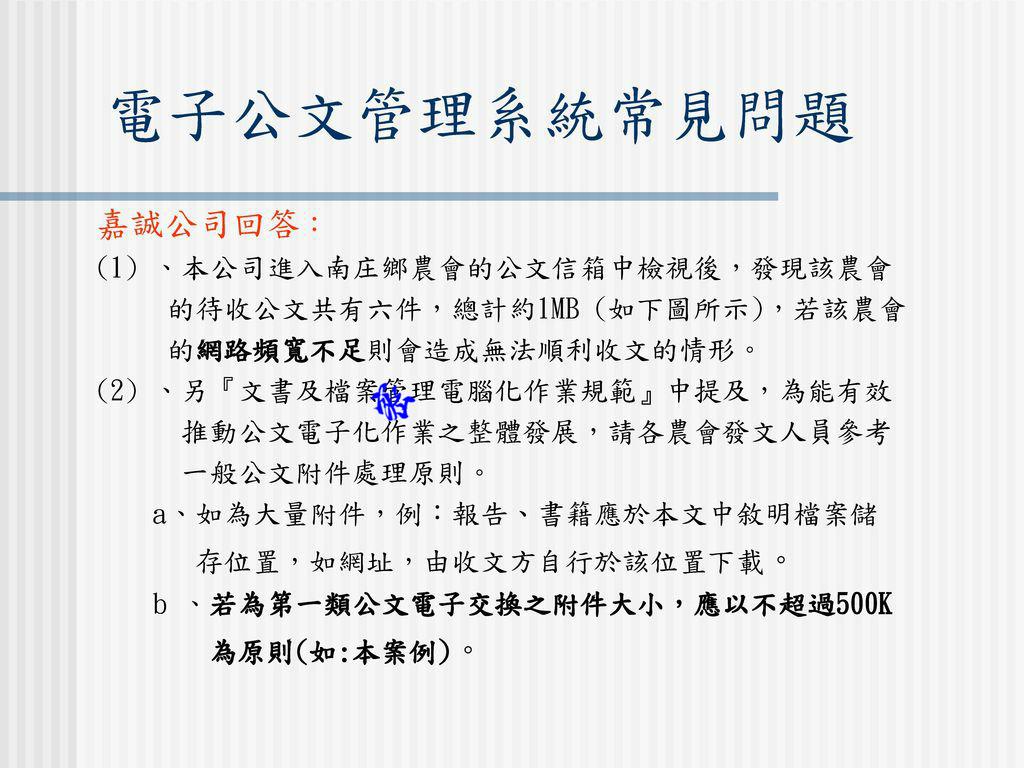 電子公文管理系統常見問題
嘉誠公司回答：
(1)、本公司進入南庄鄉農會的公文信箱中檢視後，發現該農會
的待收公文共有六件，總計約1MB (如下圖所示)，若該農會
的網路頻寬不足則會造成無法順利收文的情形。
(2)、另『文書及檔案管理電腦化作業規範』中提及，為能有效
推動公文電子化作業之整體發展，請各農會發文人員參考
一般公文附件處理原則。
a、如為大量附件，例：報告、書籍應於本文中敘明檔案儲
存位置，如網址，由收文方自行於該位置下載。
b 、若為第一類公文電子交換之附件大小，應以不超過500K
為原則(如:本案例)。